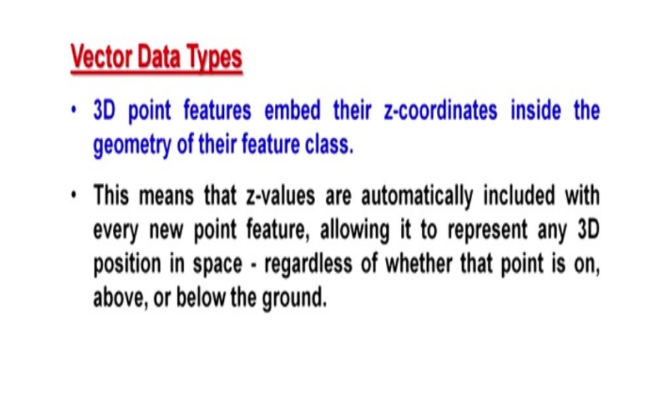 Vector Data Types
• 3D point features embed their z-coordinates inside the
geometry of their feature class.
• This means that z-values are automatically included with
every new point feature, allowing it to represent any 3D
position in space - regardless of whether that point is on,
above, or below the ground.